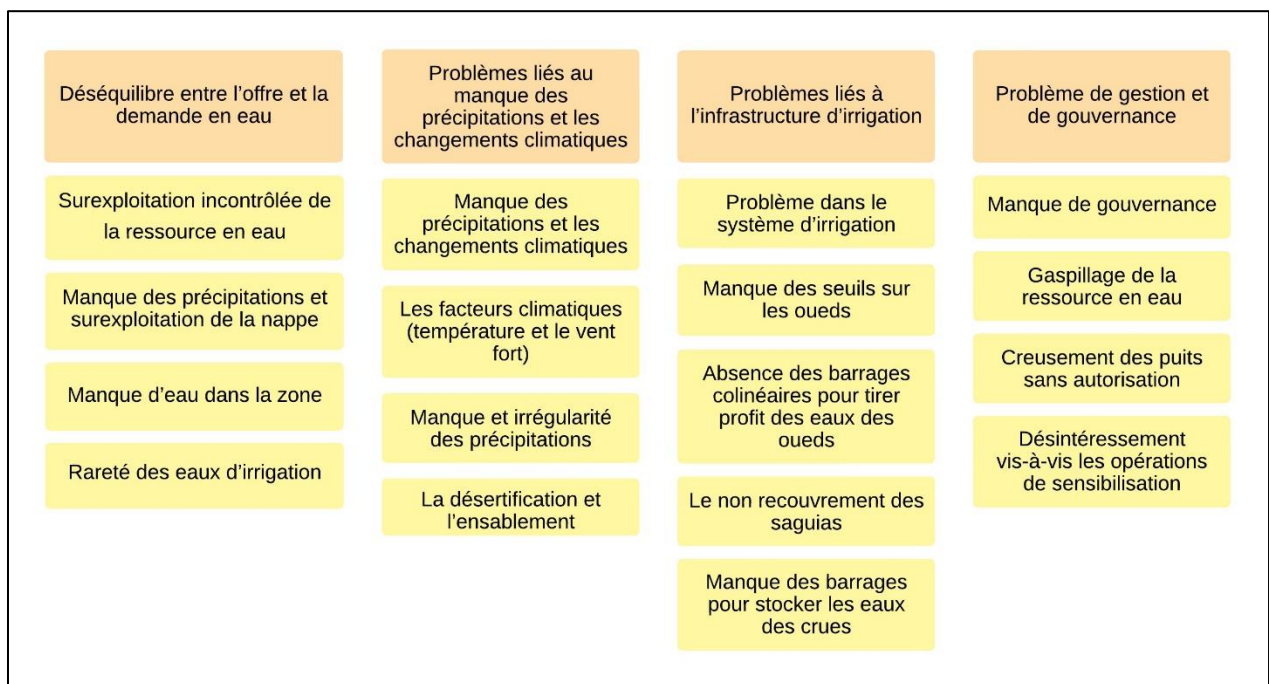 Déséquilibre entre l'offre et la
demande en eau
Surexploitation incontrôlée de
la ressource en eau
Manque des précipitations et
surexploitation de la nappe
Manque d'eau dans la zone
Rareté des eaux d'irrigation
Problèmes liés au
manque des
précipitations et les
changements climatiques
Manque des
précipitations et les
changements climatiques
Les facteurs climatiques
(température et le vent
fort)
Manque et irrégularité
des précipitations
La désertification et
l'ensablement
Problèmes liés à
l'infrastructure d'irrigation
Problème dans le
système d'irrigation
Manque des seuils sur
les oueds
Absence des barrages
colinéaires pour tirer
profit des eaux des
oueds
Le non recouvrement des
saguias
Manque des barrages
pour stocker les eaux
des crues
Problème de gestion et
de gouvernance
Manque de gouvernance
Gaspillage de la
ressource en eau
Creusement des puits
sans autorisation
Désintéressement
vis-à-vis les opérations
de sensibilisation